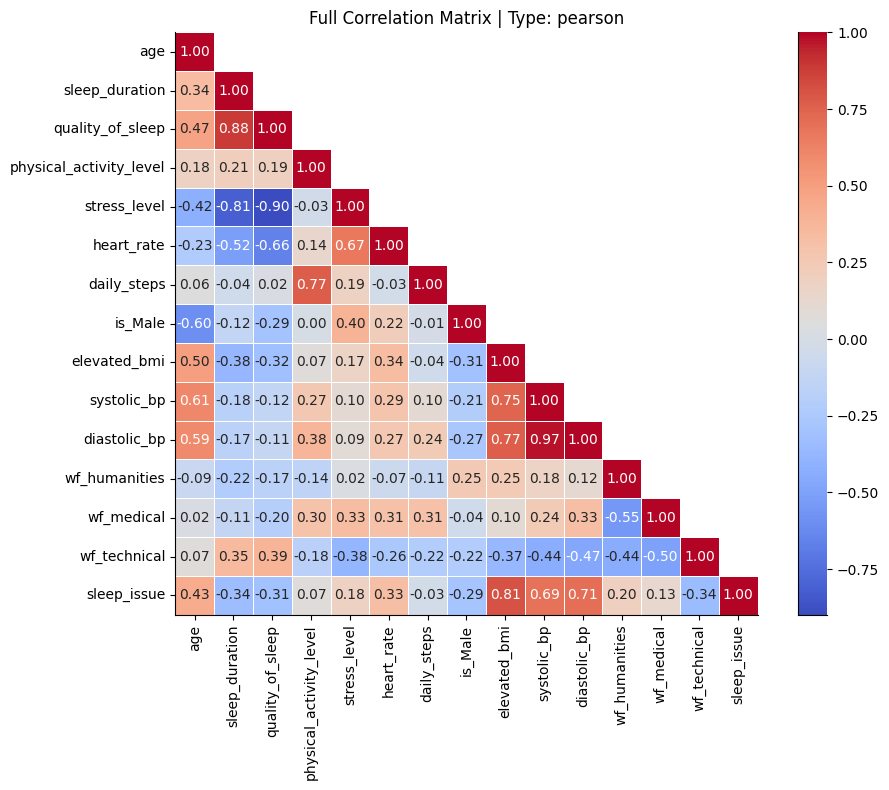 Full Correlation Matrix | Type: pearson
age 1.00
sleep_duration 0.34 1.00
quality_of_sleep 0.47 0.88 1.00
physical_activity_level 0.18 0.21 0.19 1.00
stress_level -0.42 -0.81 -0.90 -0.03 1.00
heart_rate -0.23 -0.52 -0.66 0.14 0.67 1.00
daily_steps 0.06 -0.04 0.02 0.77 0.19 -0.03 1.00
is_Male -0.60 -0.12 -0.29 0.00 0.40 0.22 -0.01 1.00
elevated_bmi 0.50 -0.38 -0.32 0.07 0.17 0.34 -0.04 -0.31 1.00
systolic_bp 0.61 -0.18 -0.12 0.27 0.10 0.29 0.10 -0.21 0.75 1.00
diastolic_bp 0.59 -0.17 -0.11 0.38 0.09 0.27 0.24 -0.27 0.77 0.97 1.00
wf_humanities -0.09 -0.22 -0.17 -0.14 0.02 -0.07 -0.11 0.25 0.25 0.18 0.12 1.00
wf_medical 0.02 -0.11 -0.20 0.30 0.33 0.31 0.31 -0.04 0.10 0.24 0.33 -0.55 1.00
wf_technical 0.07 0.35 0.39 -0.18 -0.38 -0.26 -0.22 -0.22 -0.37 -0.44 -0.47 -0.44 -0.50 1.00
sleep_issue 0.43 -0.34 -0.31 0.07 0.18 0.33 -0.03 -0.29 0.81 0.69 0.71 0.20 0.13 -0.34 1.00
age
sleep_duration
quality_of_sleep
physical_activity_level
stress_level
heart_rate
daily_steps
is_Male
elevated_bmi
systolic_bp
diastolic_bp
wf_humanities
wf_medical
wf_technical
sleep_issue
1.00
0.75
0.50
0.25
0.00
−0.25
−0.50
−0.75